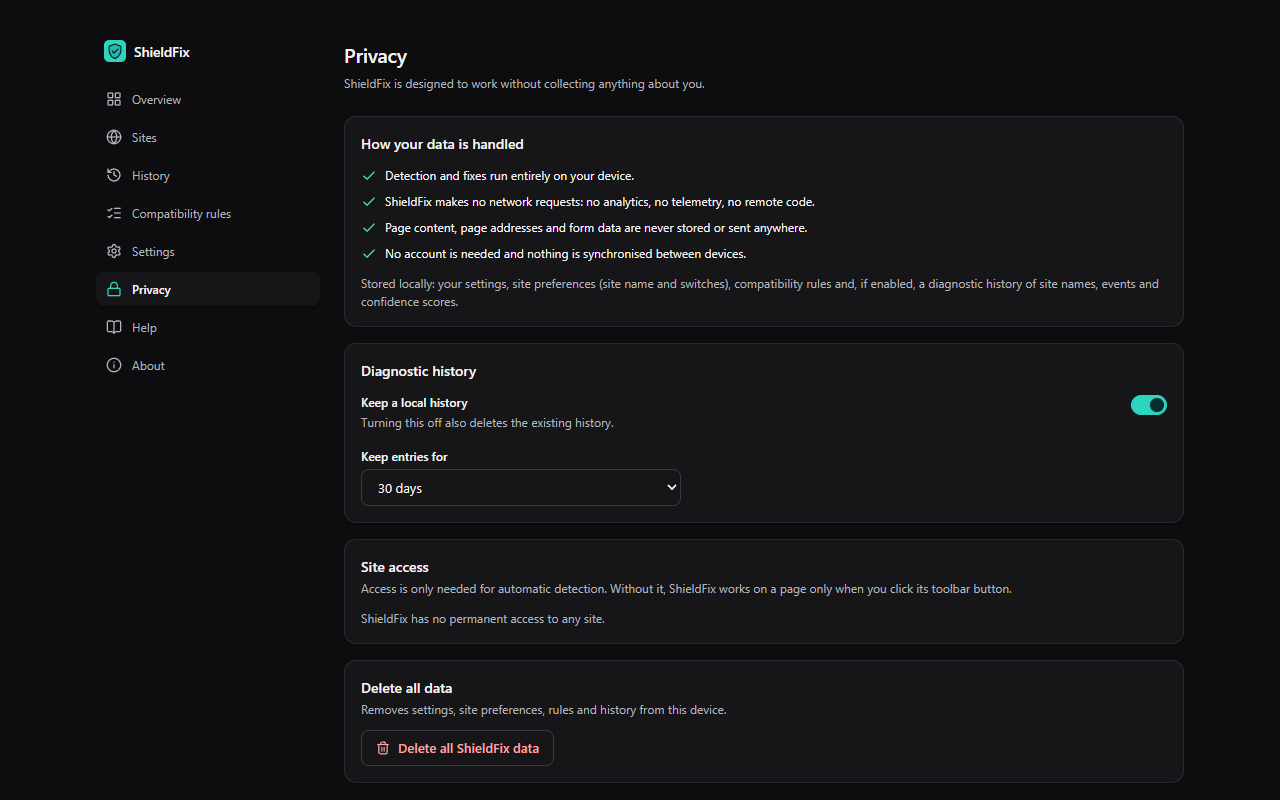 ShieldFix
Overview
Sites
History
Compatibility rules
Settings
Privacy
Help
About
Privacy
ShieldFix is designed to work without collecting anything about you.
How your data is handled
Detection and fixes run entirely on your device.
ShieldFix makes no network requests: no analytics, no telemetry, no remote code.
Page content, page addresses and form data are never stored or sent anywhere.
No account is needed and nothing is synchronised between devices.
Stored locally: your settings, site preferences (site name and switches), compatibility rules and, if enabled, a diagnostic history of site names, events and
confidence scores.
Diagnostic history
Keep a local history
Turning this off also deletes the existing history.
Keep entries for
30 days
Site access
Access is only needed for automatic detection. Without it, ShieldFix works on a page only when you click its toolbar button.
ShieldFix has no permanent access to any site.
Delete all data
Removes settings, site preferences, rules and history from this device.
Delete all ShieldFix data